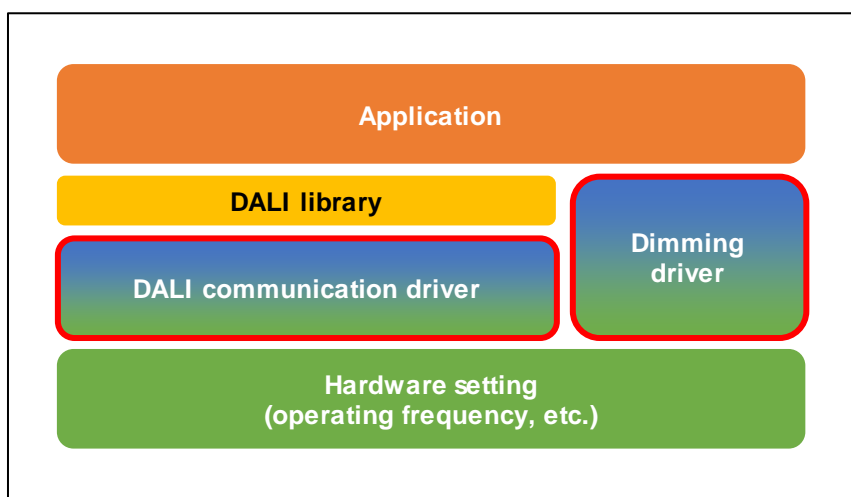 Application
DALI library
DALI communication driver
Dimming
driver
Hardware setting
(operating frequency, etc.)